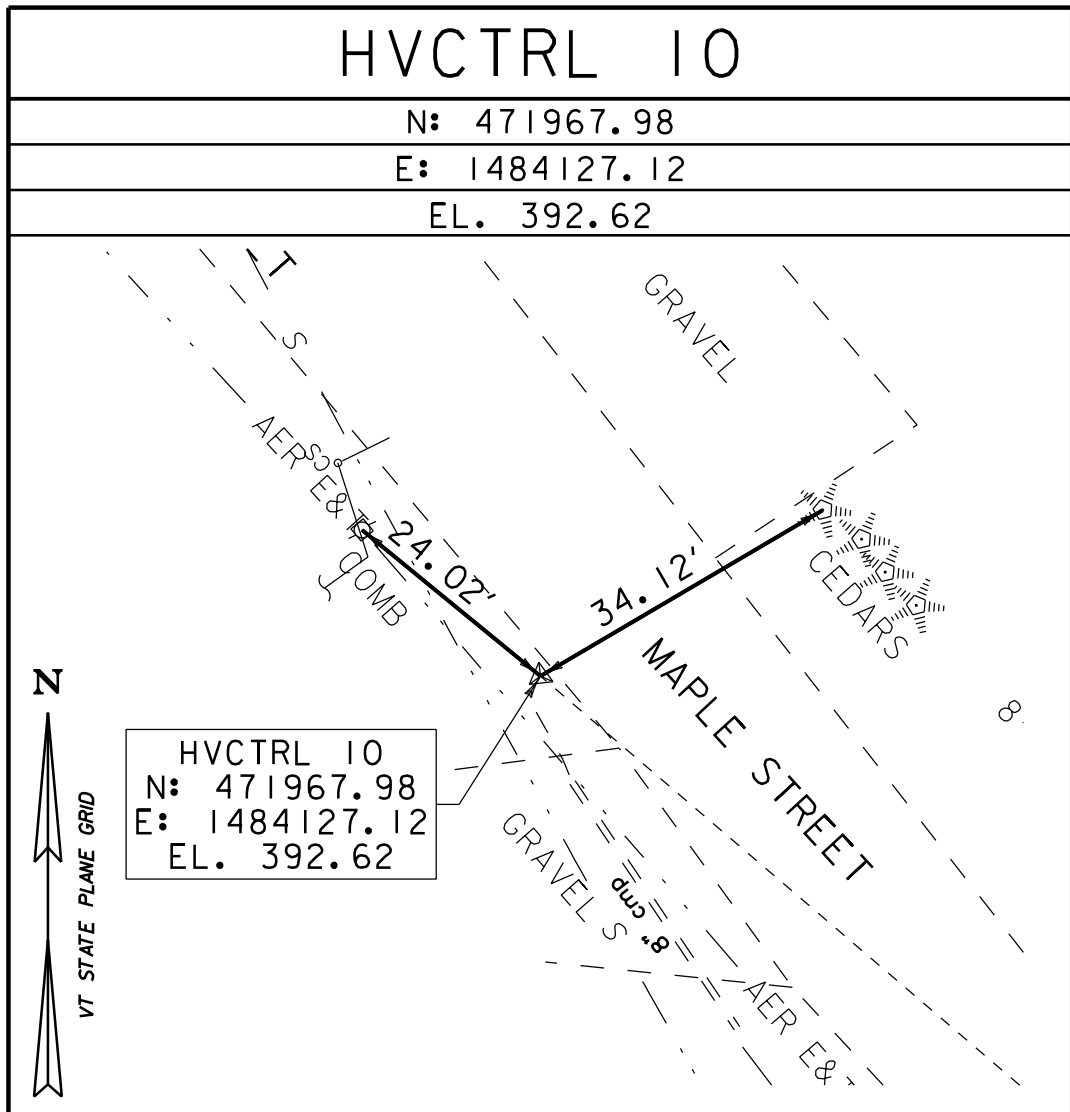 HVCTRL 10
N: 471967.98
E: 1484127.12
EL. 392.62
T
S
GRAVEL
AER E&T
COMB
24.02'
34.12'
CEDARS
MAPLE STREET
8
N
VT STATE PLANE GRID
HVCTRL 10
N: 471967.98
E: 1484127.12
EL. 392.62
GRAVEL
S
8" cmp
AER E&